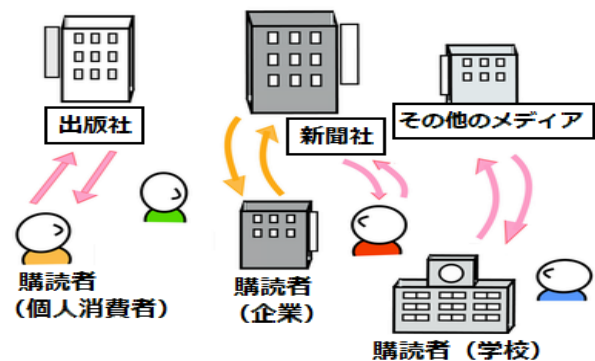 出版社
新聞社
その他のメディア
購読者
（個人消費者）
購読者
（企業）
購読者（学校）